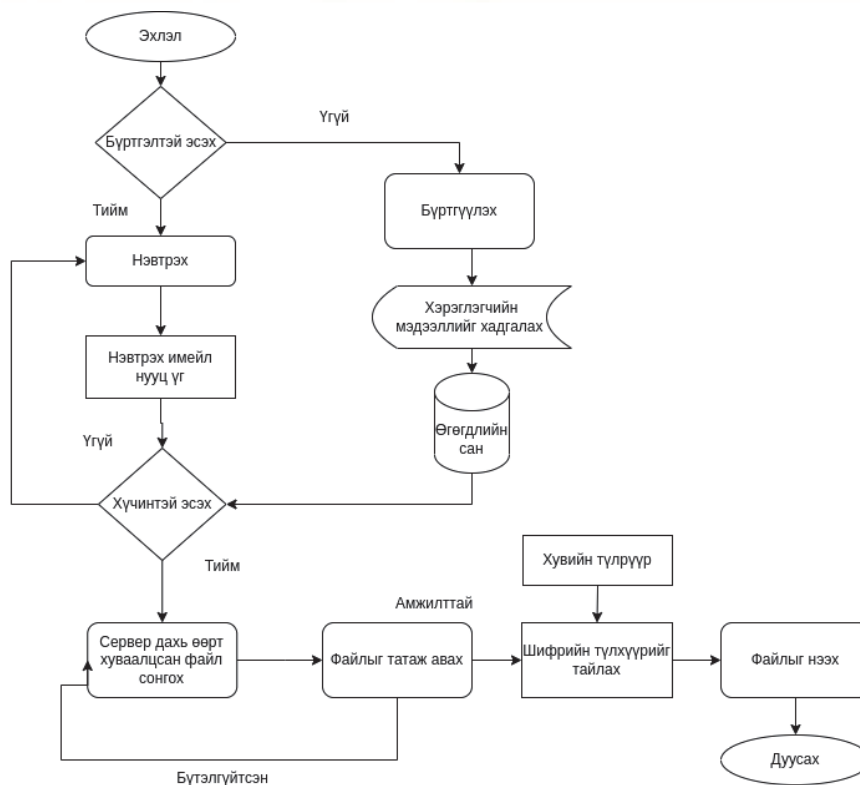 Эхлэл
Бүртгэлтэй эсэх
Үгүй
Тийм
Бүртгүүлэх
Нэвтрэх
Хэрэглэгчийн
мэдээллийг хадгалах
Нэвтрэх имейл
нууц үг
Өгөгдлийн
сан
Үгүй
Хүчинтэй эсэх
Тийм
Хувийн түлрүүр
Амжилттай
Сервер дахь өөрт
хуваалцсан файл
сонгох
Файлыг татаж авах
Шифрийн түлхүүрийг
тайлах
Файлыг нээх
Бүтэлгүйтсэн
Дуусах